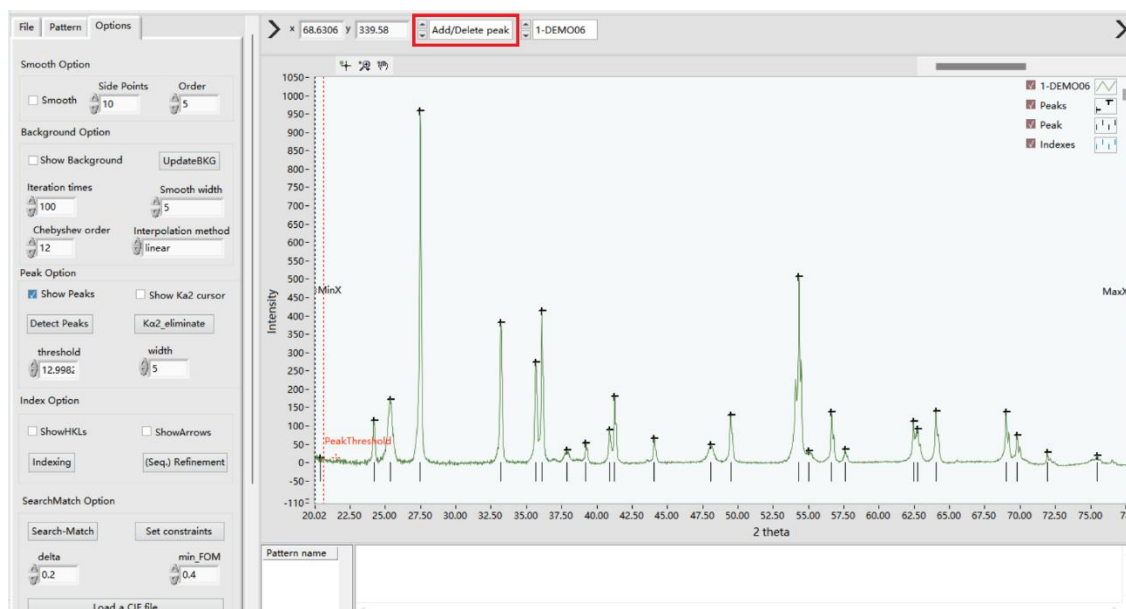 File Pattern Options
x 68.6306 y 339.58 Add/Delete peak 1-DEMO06
Smooth Option
Side Points Order
Smooth 10 5
Background Option
Show Background UpdateBKG
Iteration times Smooth width
100 5
Chebyshev order Interpolation method
12 linear
Peak Option
Show Peaks Show Ka2 cursor
Detect Peaks Kα2_eliminate
threshold width
12.998 5
Index Option
ShowHKLs ShowArrows
Indexing (Seq.) Refinement
SearchMatch Option
Search-Match Set constraints
delta min_FOM
0.2 0.4
Load a CIF file
1050
1000
950
900
850
800
750
700
650
600
550
500
450
400
350
300
250
200
150
100
50
0
-50
-110
Intensity
MinX
MaxX
PeakThreshold
1-DEMO06
Peaks
Peak
Indexes
20.02 22.50 25.00 27.50 30.00 32.50 35.00 37.50 40.00 42.50 45.00 47.50 50.00 52.50 55.00 57.50 60.00 62.50 65.00 67.50 70.00 72.50 75.00
2 theta
Pattern name